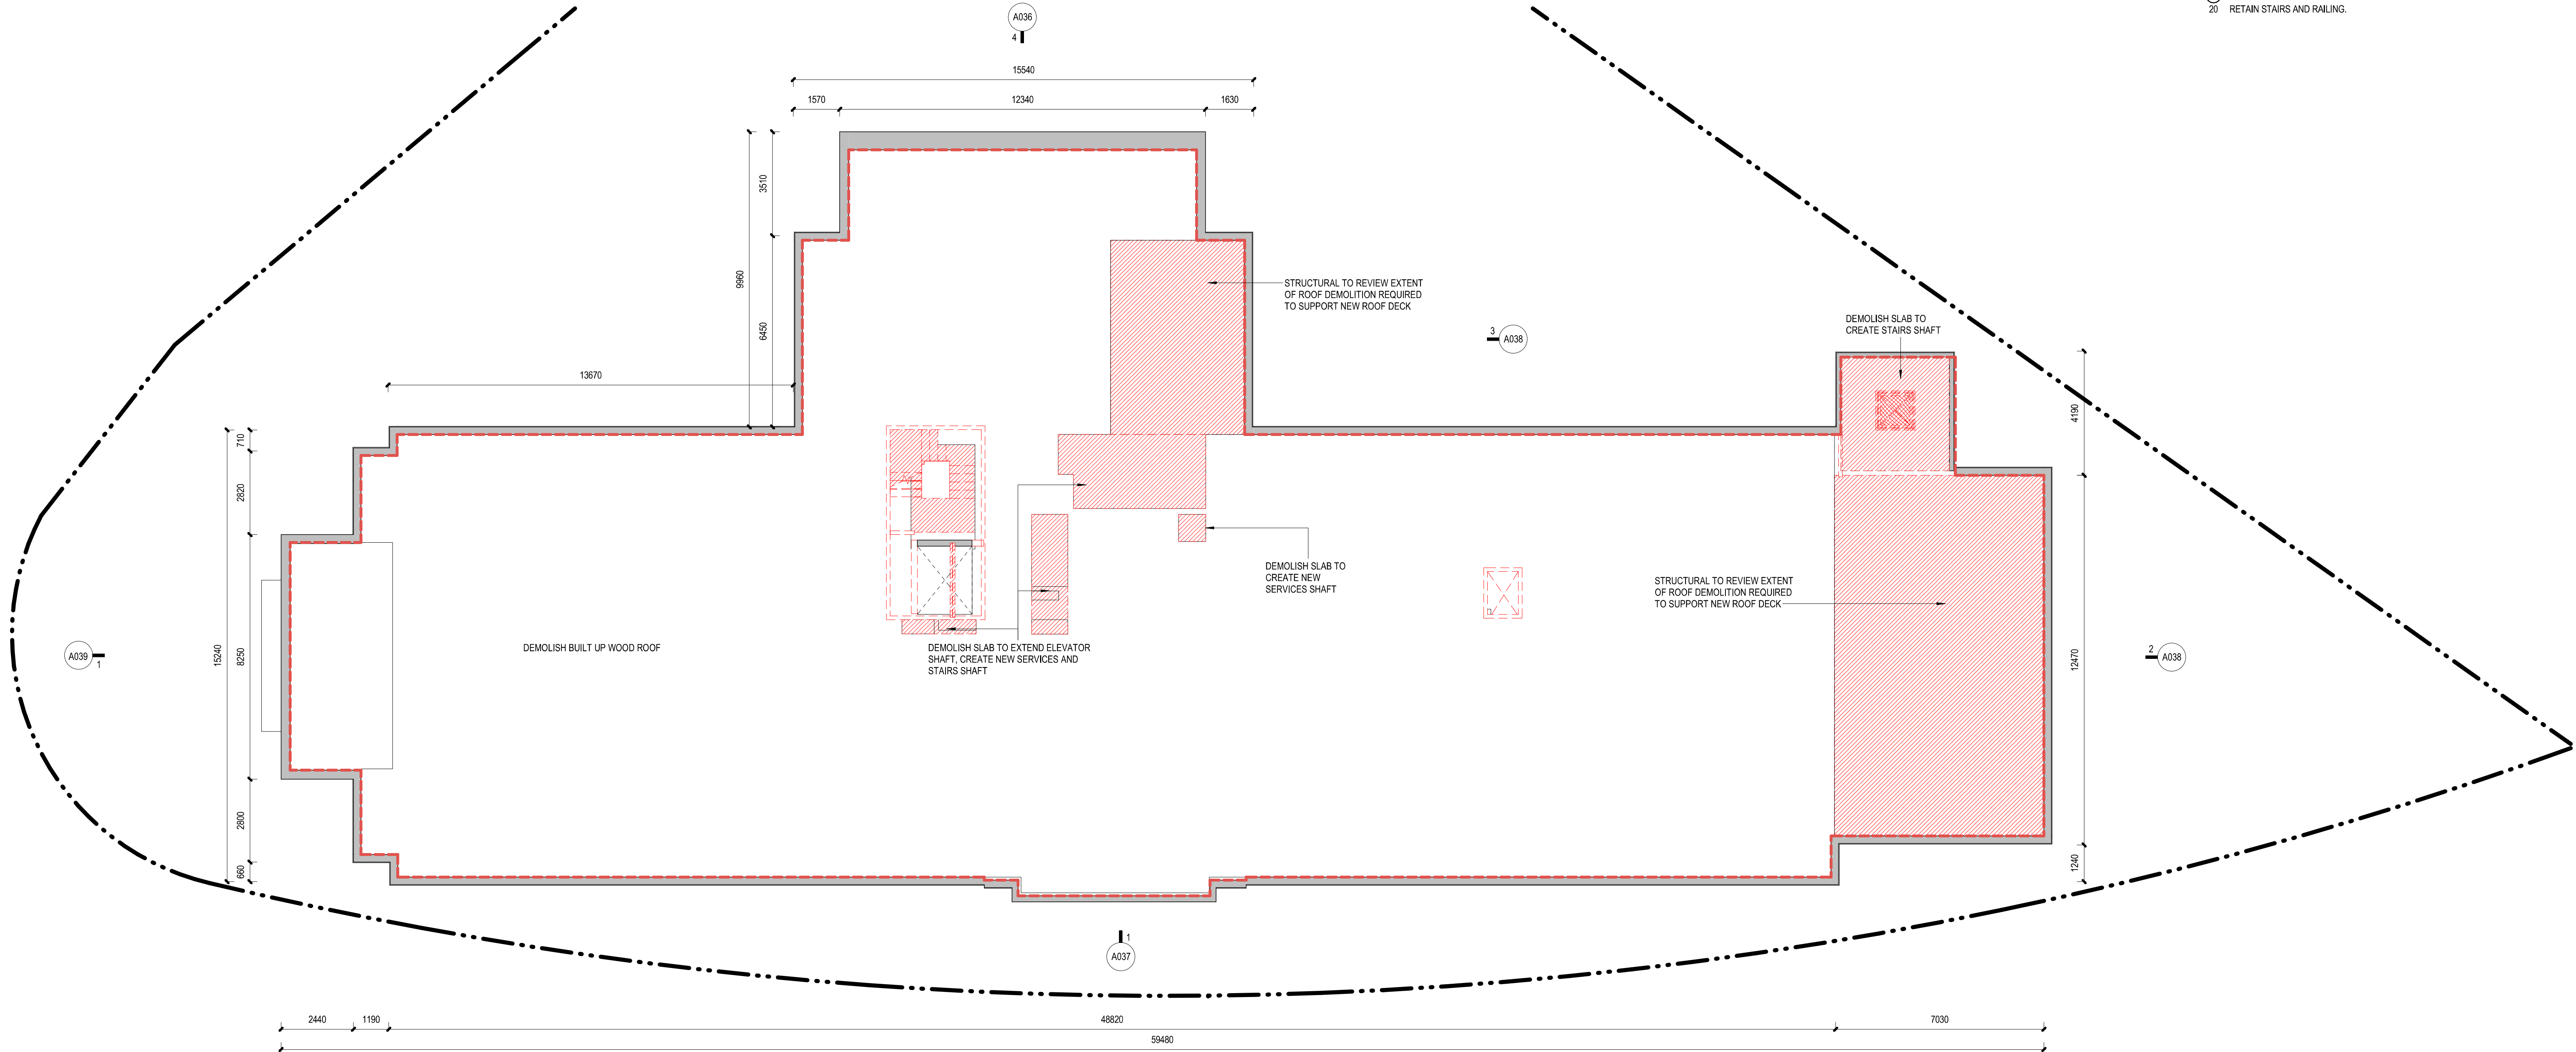 20 RETAIN STAIRS AND RAILING.
A036
4
15540
1570 12340 1630
3510
9960
6450
STRUCTURAL TO REVIEW EXTENT
OF ROOF DEMOLITION REQUIRED
TO SUPPORT NEW ROOF DECK
3
A038
DEMOLISH SLAB TO
CREATE STAIRS SHAFT
13670
4190
710
2820
15240
8250
2800
660
A039
1
DEMOLISH BUILT UP WOOD ROOF
DEMOLISH SLAB TO EXTEND ELEVATOR
SHAFT, CREATE NEW SERVICES AND
STAIRS SHAFT
DEMOLISH SLAB TO
CREATE NEW
SERVICES SHAFT
STRUCTURAL TO REVIEW EXTENT
OF ROOF DEMOLITION REQUIRED
TO SUPPORT NEW ROOF DECK
12470
2
A038
1240
1
A037
2440 1190 48820 7030
59480